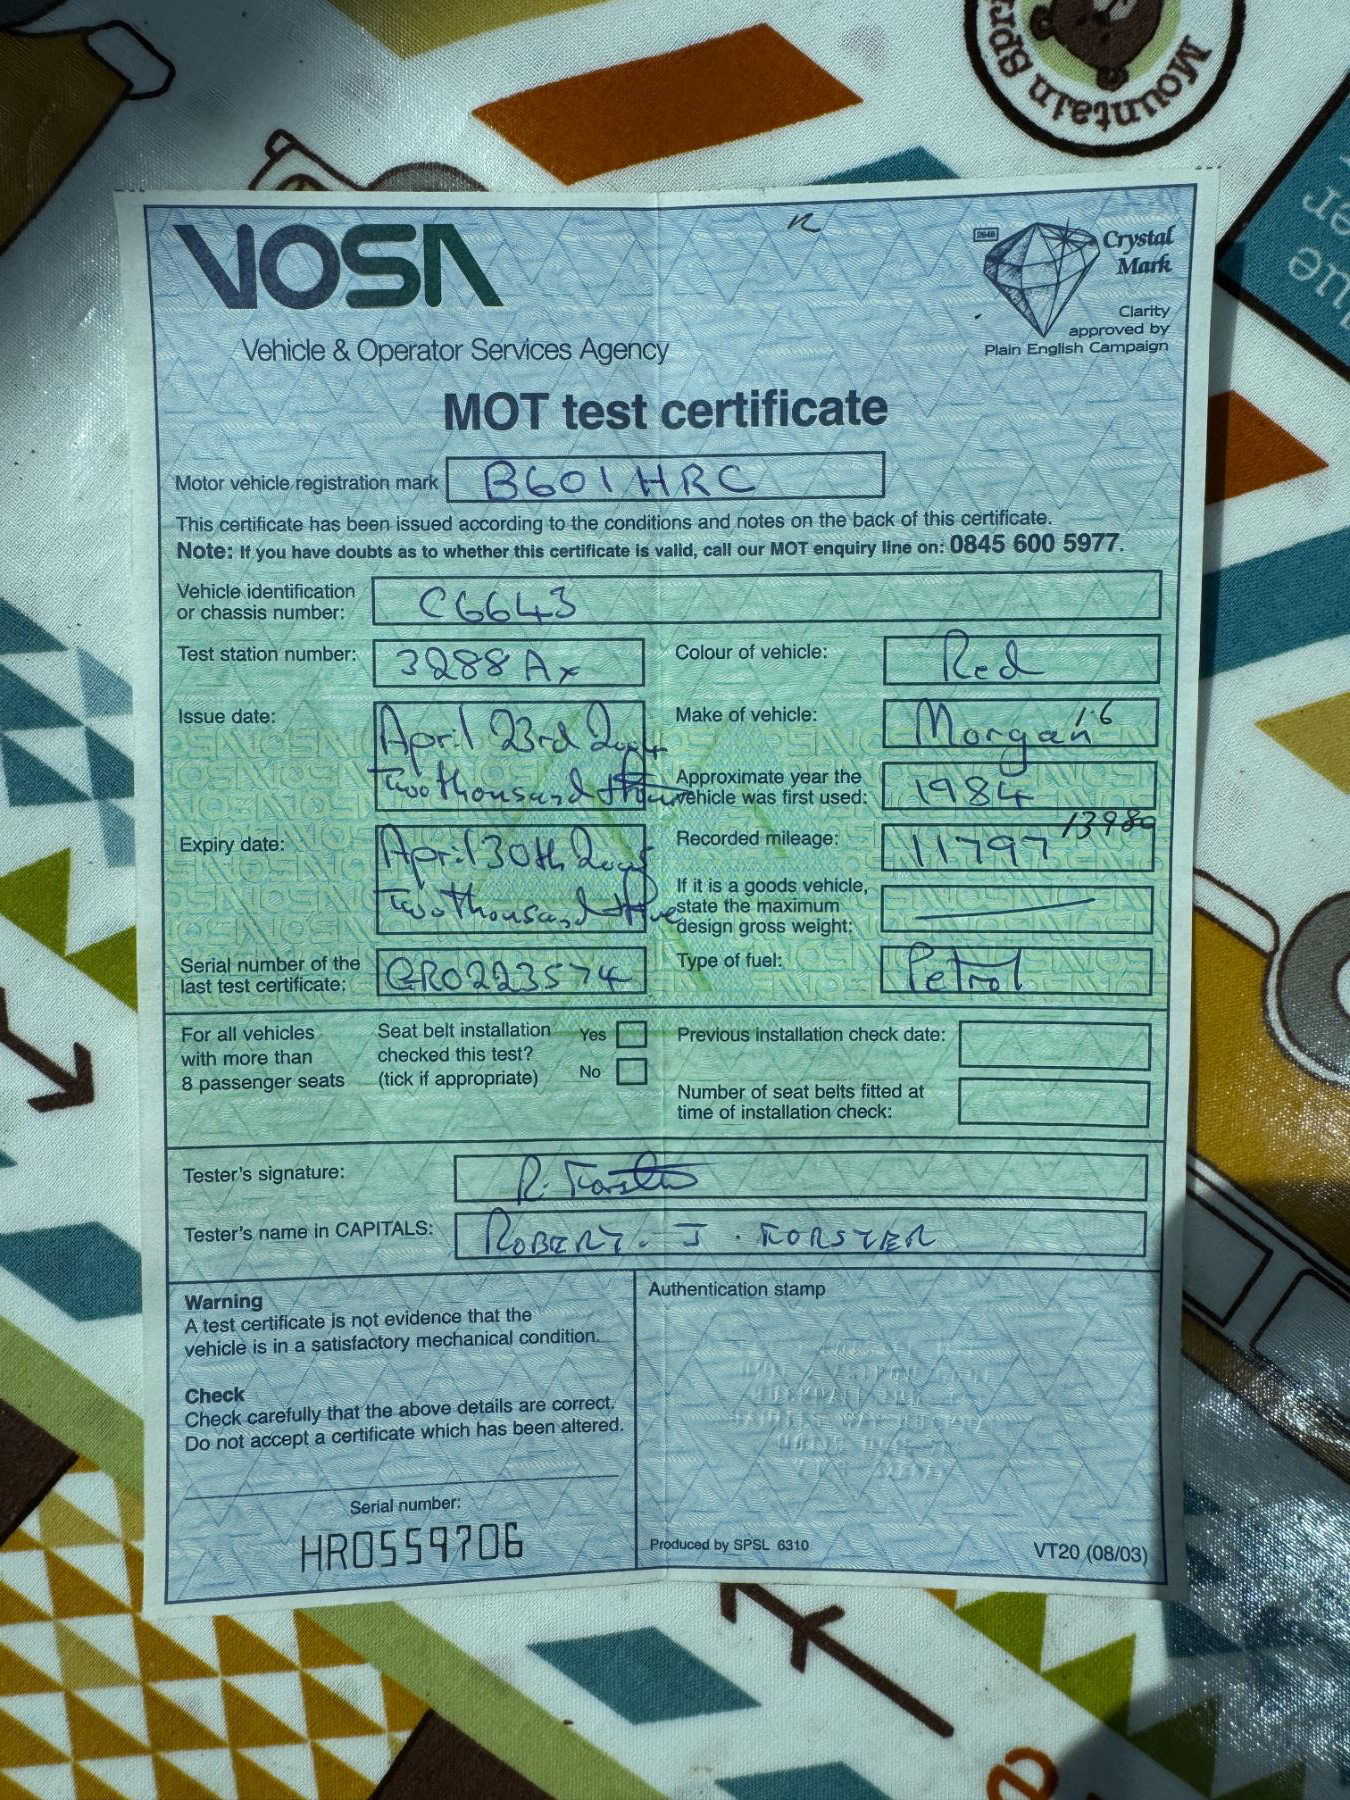 Mountain Spr
VOSA
Vehicle & Operator Services Agency
Crystal
Mark
Clarity
approved by
Plain English Campaign
MOT test certificate
Motor vehicle registration mark B601 HRC
This certificate has been issued according to the conditions and notes on the back of this certificate.
Note: If you have doubts as to whether this certificate is valid, call our MOT enquiry line on: 0845 600 5977.
Vehicle identification
or chassis number: C6643
Test station number: 3288 Ax
Colour of vehicle: Red
Issue date: April 23rd 2004
Two thousand
Make of vehicle: Morgan 1.6
Approximate year the
vehicle was first used: 1984
Expiry date: April 30th 2005
Two Thousand Five
Recorded mileage: 11797 13980
If it is a goods vehicle,
state the maximum
design gross weight:
Serial number of the
last test certificate: GR0223574
Type of fuel: Petrol
For all vehicles
with more than
8 passenger seats
Seat belt installation
checked this test?
(tick if appropriate)
Yes
No
Previous installation check date:
Number of seat belts fitted at
time of installation check:
Tester's signature: R. Forster
Tester's name in CAPITALS: ROBERT. J. FORSTER
Warning
A test certificate is not evidence that the
vehicle is in a satisfactory mechanical condition.
Check
Check carefully that the above details are correct.
Do not accept a certificate which has been altered.
Serial number:
HR0559706
Authentication stamp
Produced by SPSL 6310
VT20 (08/03)